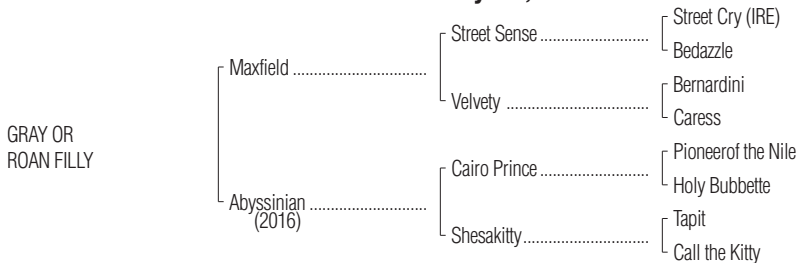 GRAY OR
ROAN FILLY
Maxfield ................................
Abyssinian ............................
(2016)
Street Sense ..........................
Velvety ..................................
Cairo Prince ..........................
Shesakitty ..............................
Street Cry (IRE)
Bedazzle
Bernardini
Caress
Pioneerof the Nile
Holy Bubbette
Tapit
Call the Kitty